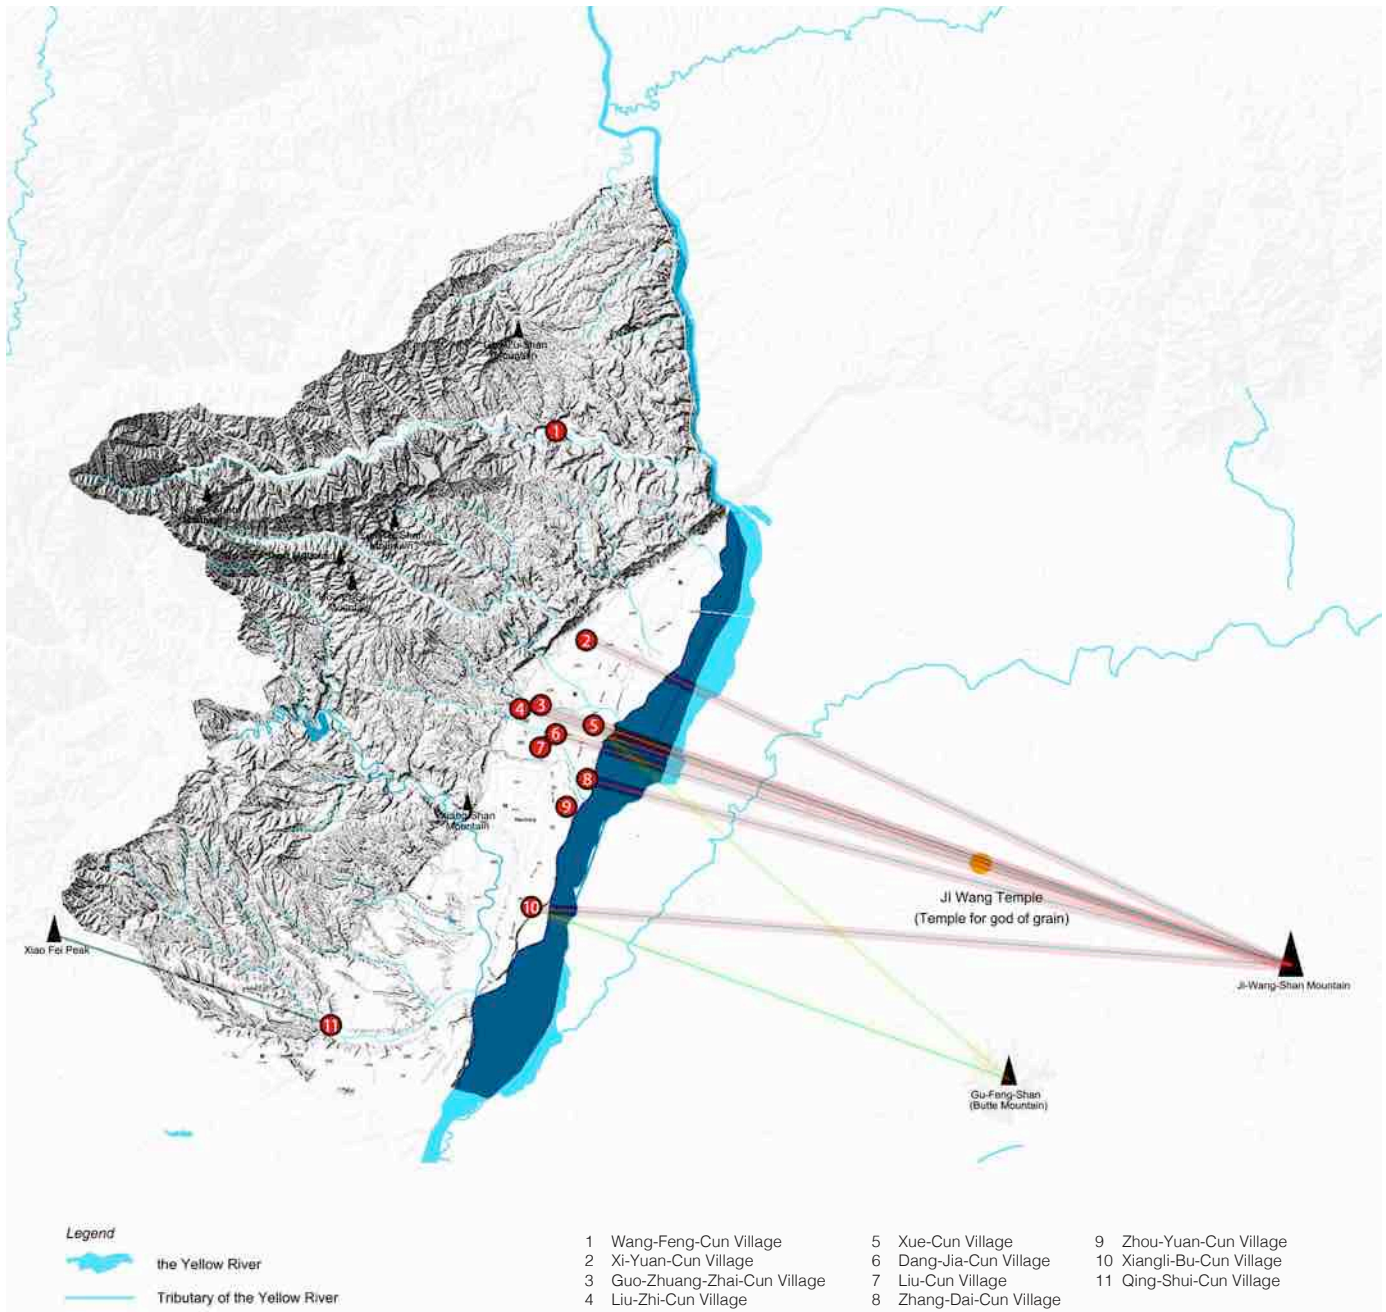 Mountain
Mountain
Mountain
Shan
Mountain
Xiao Fei Peak
JI Wang Temple
(Temple for god of grain)
Ji-Wang-Shan Mountain
Gu-Feng-Shan
(Butte Mountain)
1
2
3
4
5
6
7
8
9
10
11
Legend
the Yellow River
Tributary of the Yellow River
1 Wang-Feng-Cun Village
2 Xi-Yuan-Cun Village
3 Guo-Zhuang-Zhai-Cun Village
4 Liu-Zhi-Cun Village
5 Xue-Cun Village
6 Dang-Jia-Cun Village
7 Liu-Cun Village
8 Zhang-Dai-Cun Village
9 Zhou-Yuan-Cun Village
10 Xiangli-Bu-Cun Village
11 Qing-Shui-Cun Village